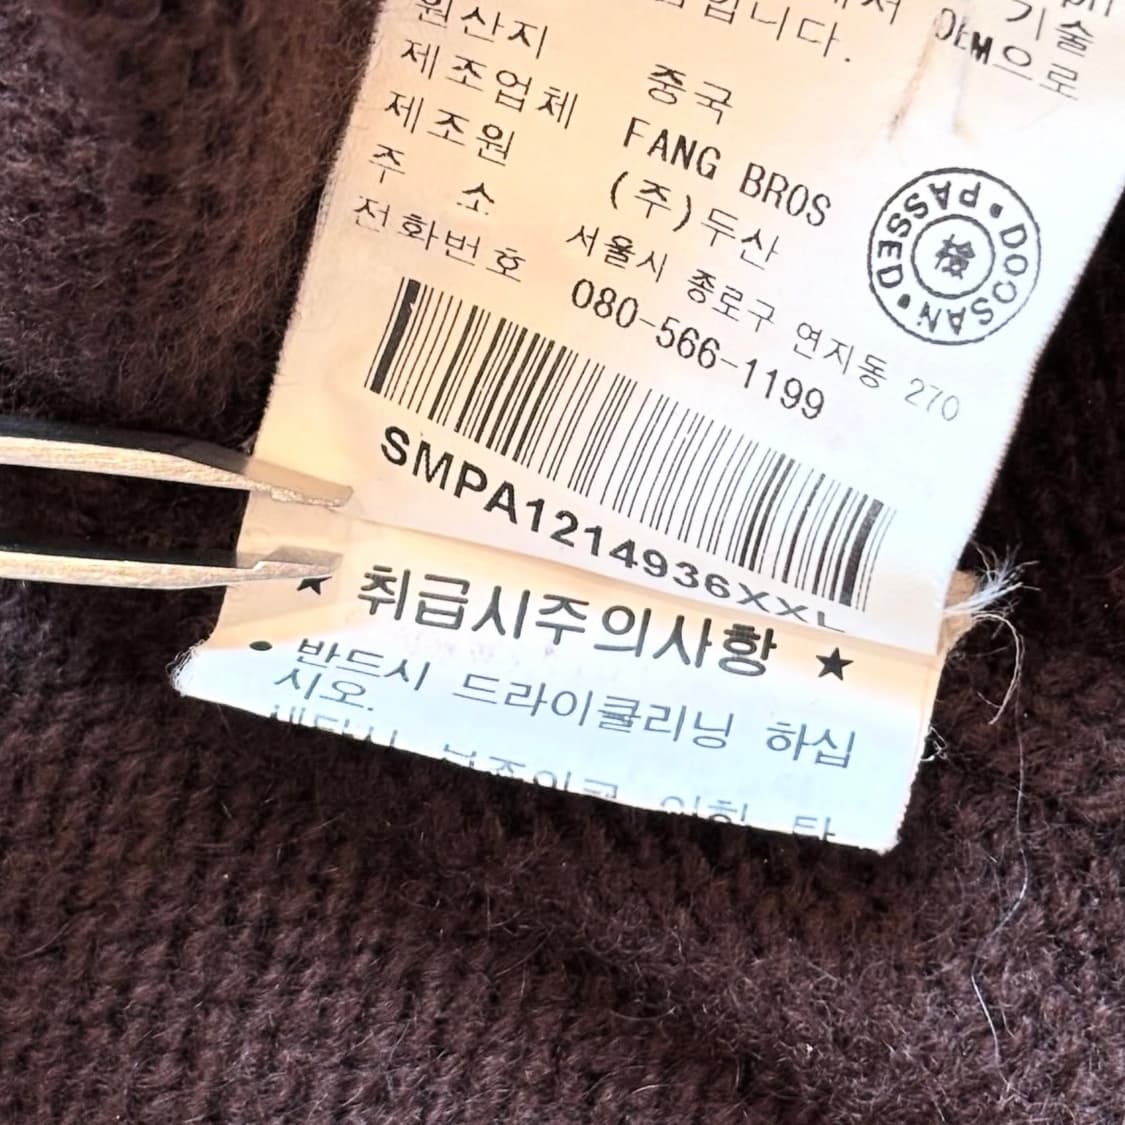 기술
OEM으로
원산지 중국
제조업체 FANG BROS
제조원 (주)두산
주 소 서울시 종로구 연지동 270
전화번호 080-566-1199
DOOSAN • PASSED •
檢
SMPA1214936XXL
★ 취급시주의사항 ★
• 반드시 드라이클리닝 하십
시오.